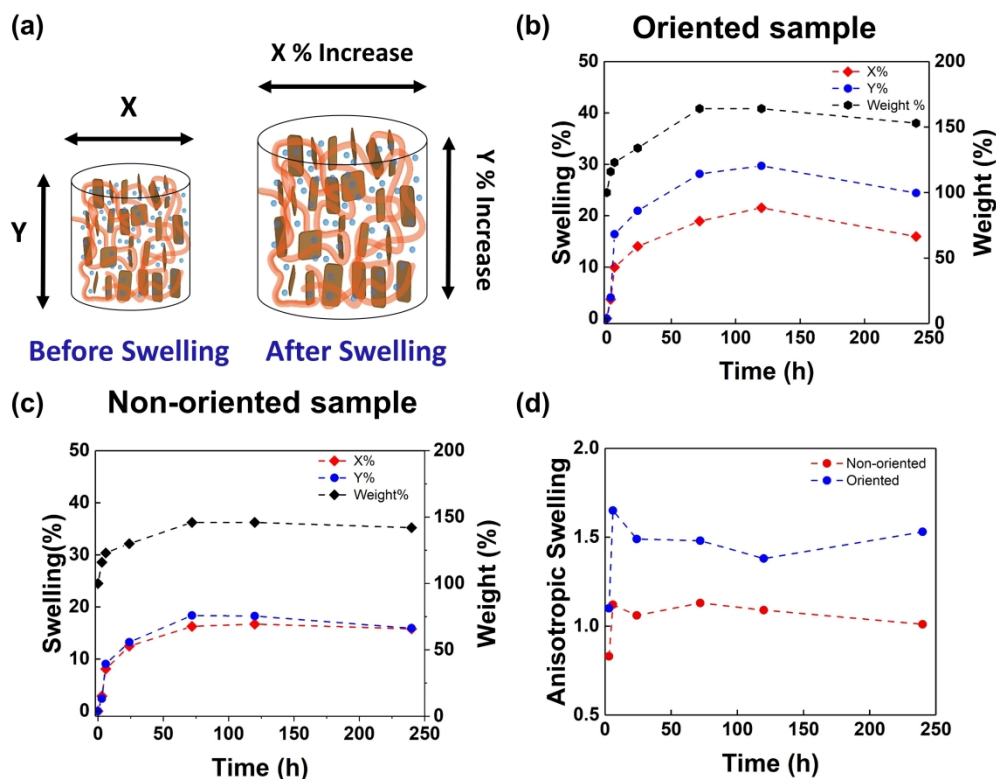 (a)
X % Increase
X
Y
Y % Increase
Before Swelling
After Swelling
(b)
Oriented sample
50
40
30
20
10
0
Swelling (%)
200
150
100
50
0
Weight (%)
X%
Y%
Weight %
0 50 100 150 200 250
Time (h)
(c)
Non-oriented sample
50
40
30
20
10
0
Swelling(%)
200
150
100
50
0
Weight (%)
X%
Y%
Weight%
0 50 100 150 200 250
Time (h)
(d)
2.0
1.5
1.0
0.5
Anisotropic Swelling
Non-oriented
Oriented
0 50 100 150 200 250
Time (h)